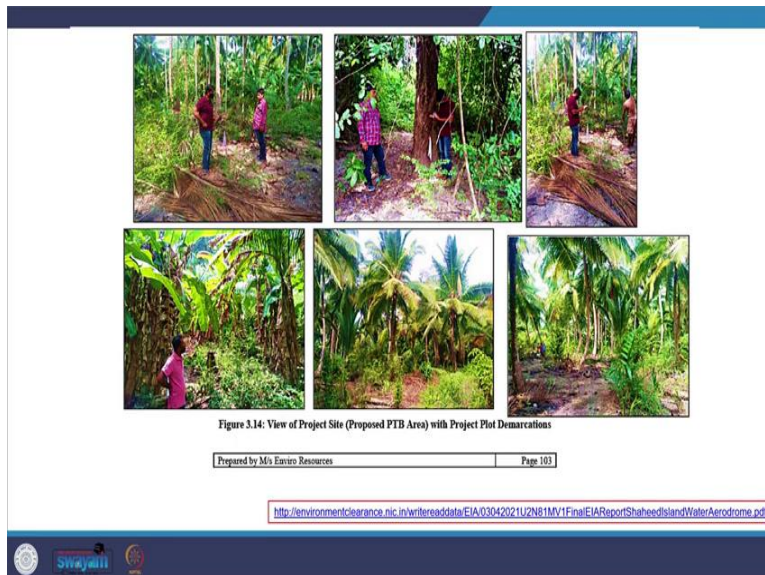 Figure 3.14: View of Project Site (Proposed PTB Area) with Project Plot Demarcations
Prepared by M/s Enviro Resources Page 103
http://environmentclearance.nic.in/writereaddata/EIA/03042021U2N81MV1FinalEIAReportShaheedIslandWaterAerodrome.pd
swayam